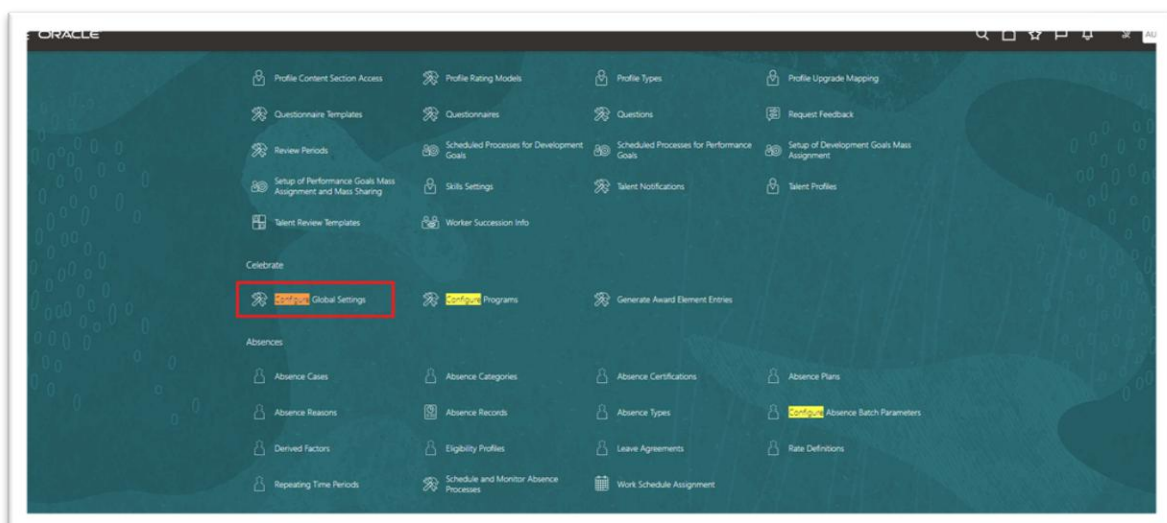 ORACLE
AU
Profile Content Section Access
Profile Rating Models
Profile Types
Profile Upgrade Mapping
Questionnaire Templates
Questionnaires
Questions
Request Feedback
Review Periods
Scheduled Processes for Development
Goals
Scheduled Processes for Performance
Goals
Setup of Development Goals Mass
Assignment
Setup of Performance Goals Mass
Assignment and Mass Sharing
Skills Settings
Talent Notifications
Talent Profiles
Talent Review Templates
Worker Succession Info
Celebrate
Configure Global Settings
Configure Programs
Generate Award Element Entries
Absences
Absence Cases
Absence Categories
Absence Certifications
Absence Plans
Absence Reasons
Absence Records
Absence Types
Configure Absence Batch Parameters
Derived Factors
Eligibility Profiles
Leave Agreements
Rate Definitions
Repeating Time Periods
Schedule and Monitor Absence
Processes
Work Schedule Assignment